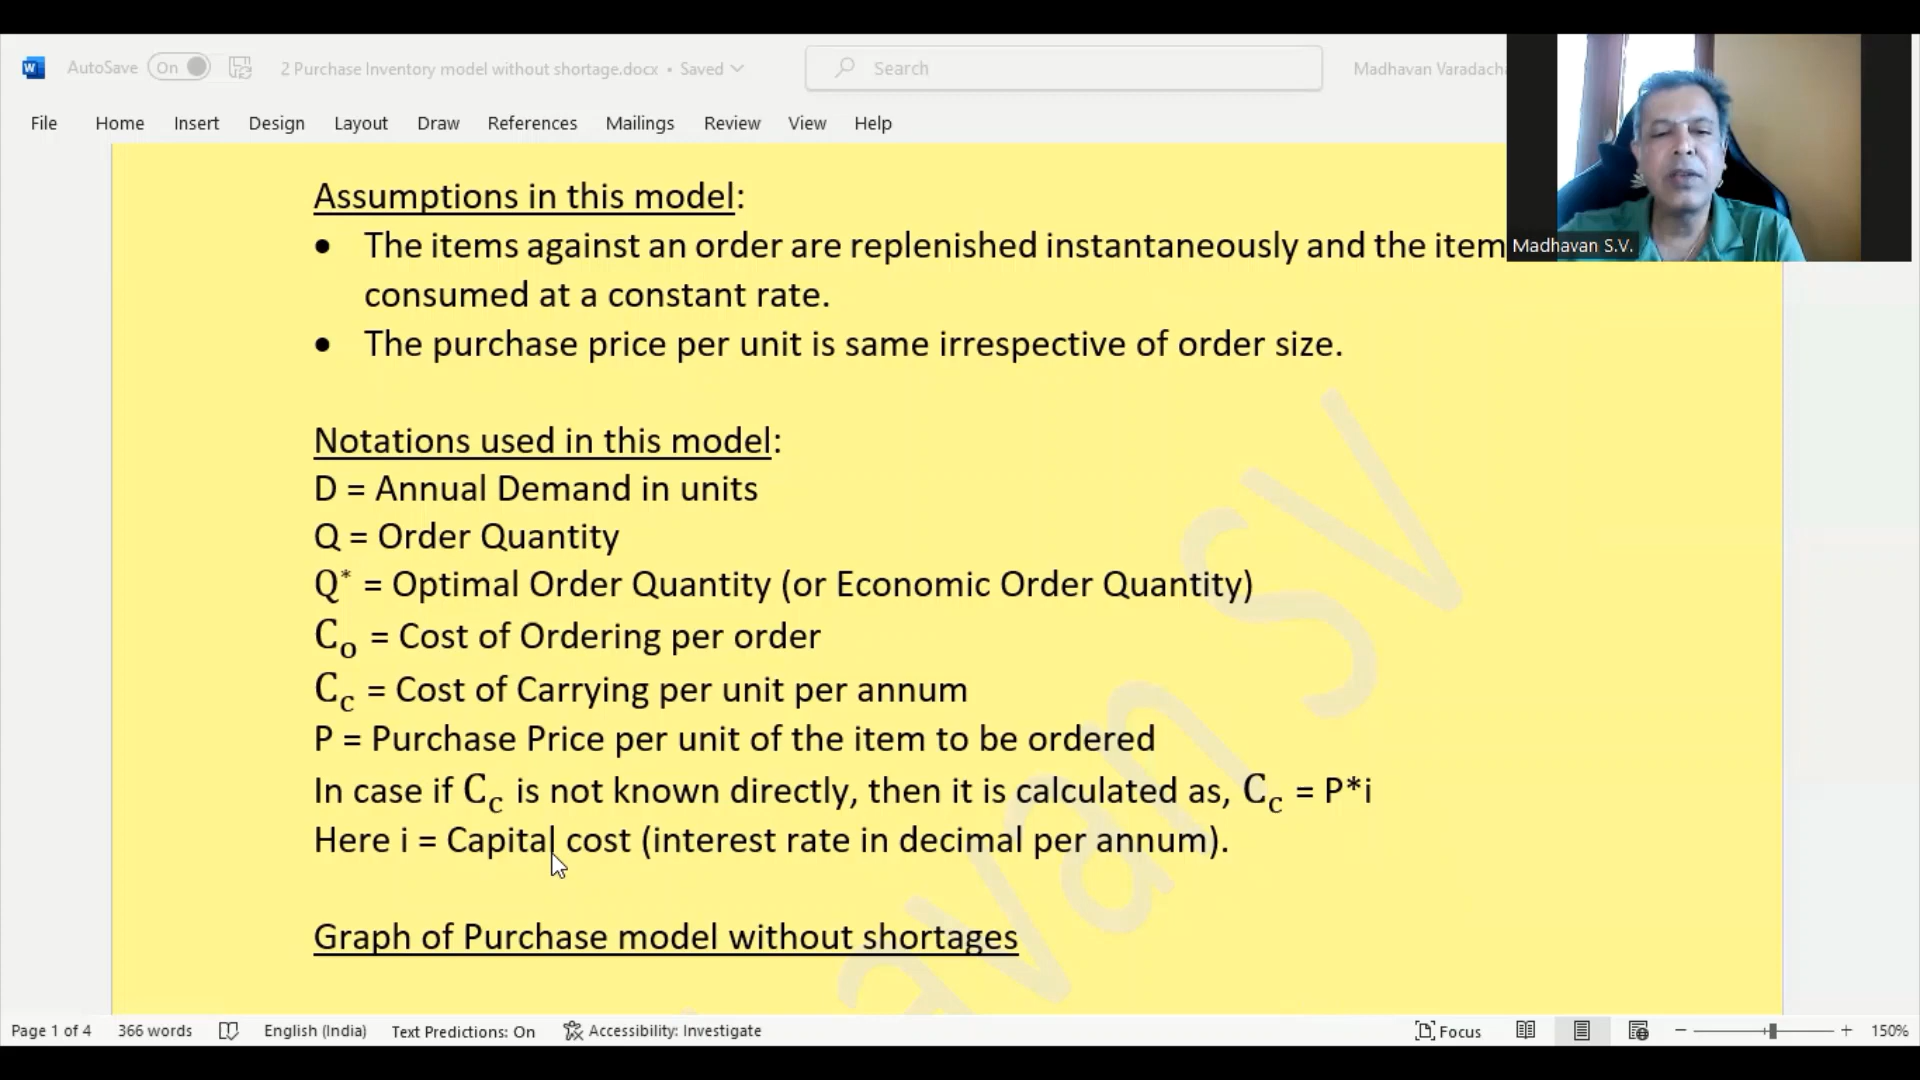 AutoSave On 2 Purchase Inventory model without shortage.docx • Saved Search Madhavan Varadacha
File Home Insert Design Layout Draw References Mailings Review View Help
Assumptions in this model:
• The items against an order are replenished instantaneously and the item
consumed at a constant rate.
• The purchase price per unit is same irrespective of order size.
Madhavan S.V.
Notations used in this model:
D = Annual Demand in units
Q = Order Quantity
Q* = Optimal Order Quantity (or Economic Order Quantity)
Co = Cost of Ordering per order
Cc = Cost of Carrying per unit per annum
P = Purchase Price per unit of the item to be ordered
In case if Cc is not known directly, then it is calculated as, Cc = P*i
Here i = Capital cost (interest rate in decimal per annum).
Graph of Purchase model without shortages
avan SV
Page 1 of 4 366 words English (India) Text Predictions: On Accessibility: Investigate Focus 150%